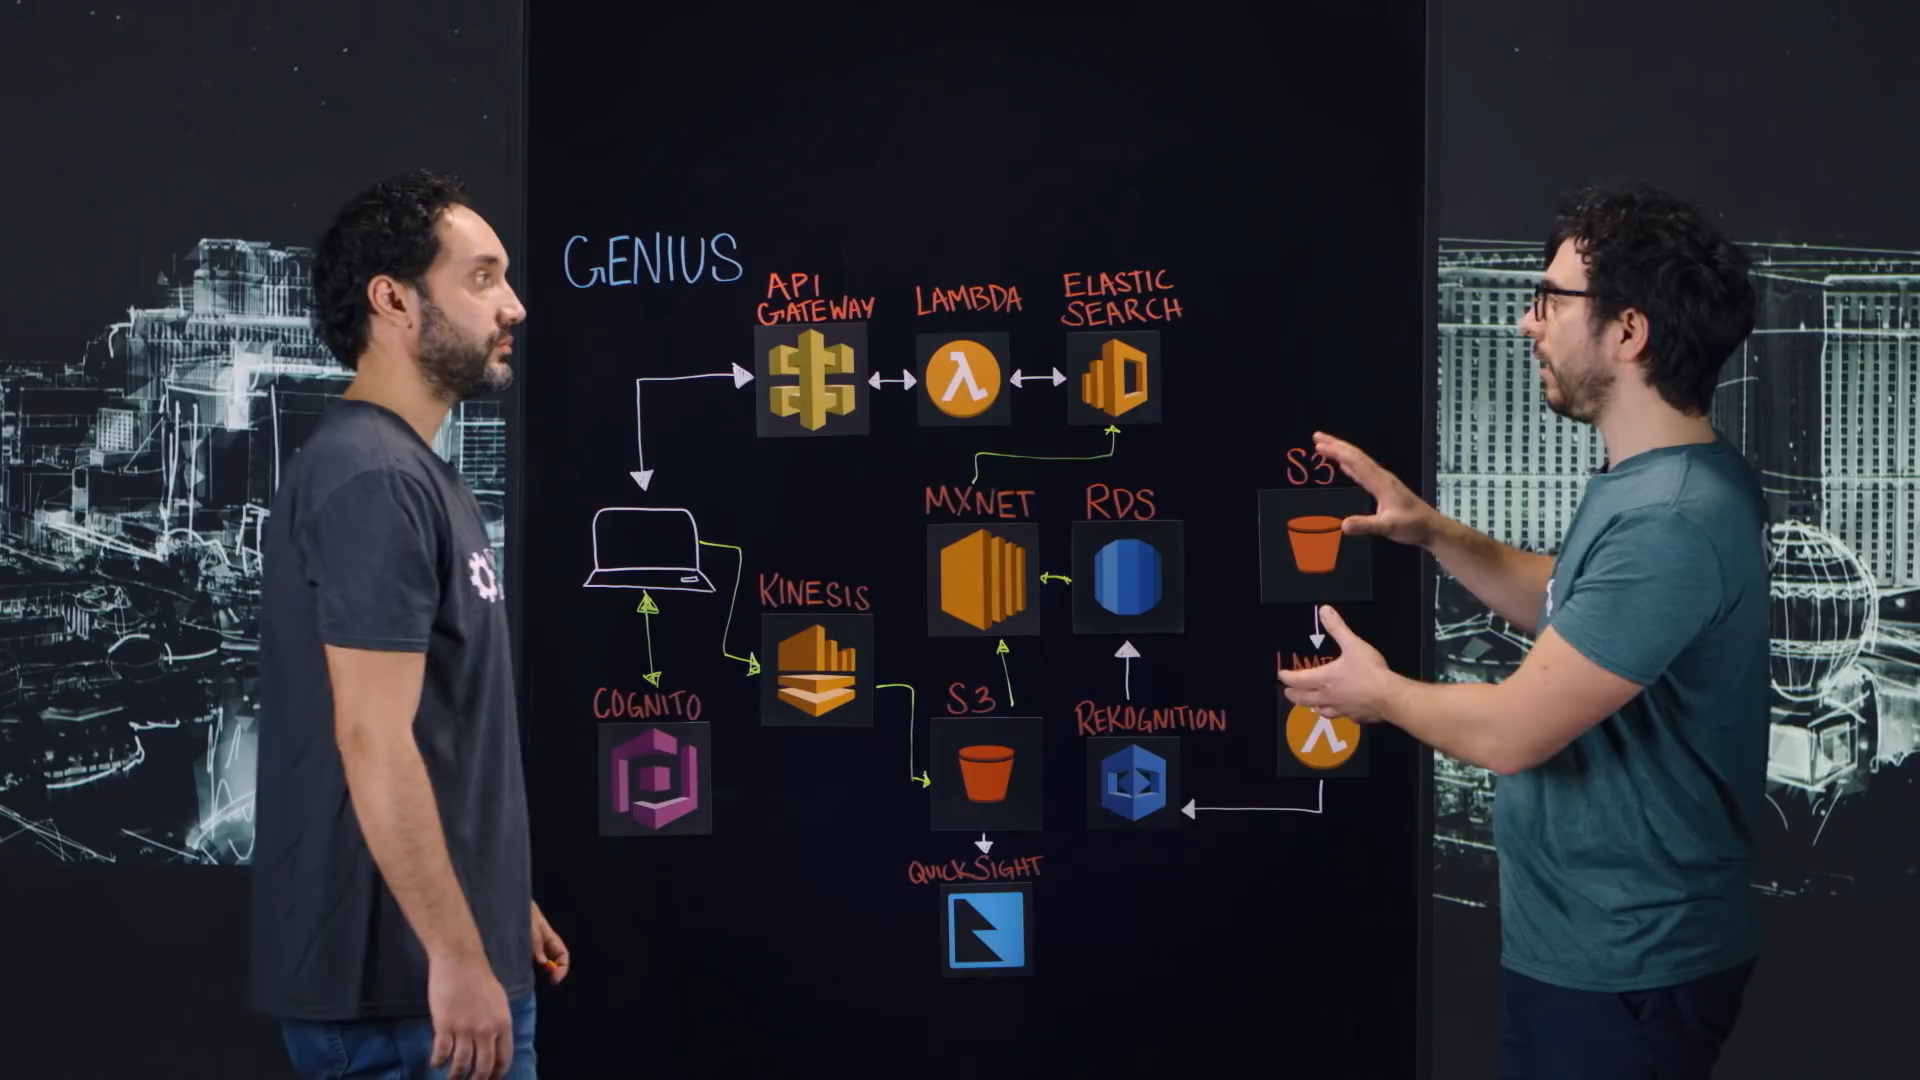 GENIUS
API
GATEWAY
LAMBDA
ELASTIC
SEARCH
S3
MXNET
RDS
KINESIS
COGNITO
S3
REKOGNITION
QUICKSIGHT